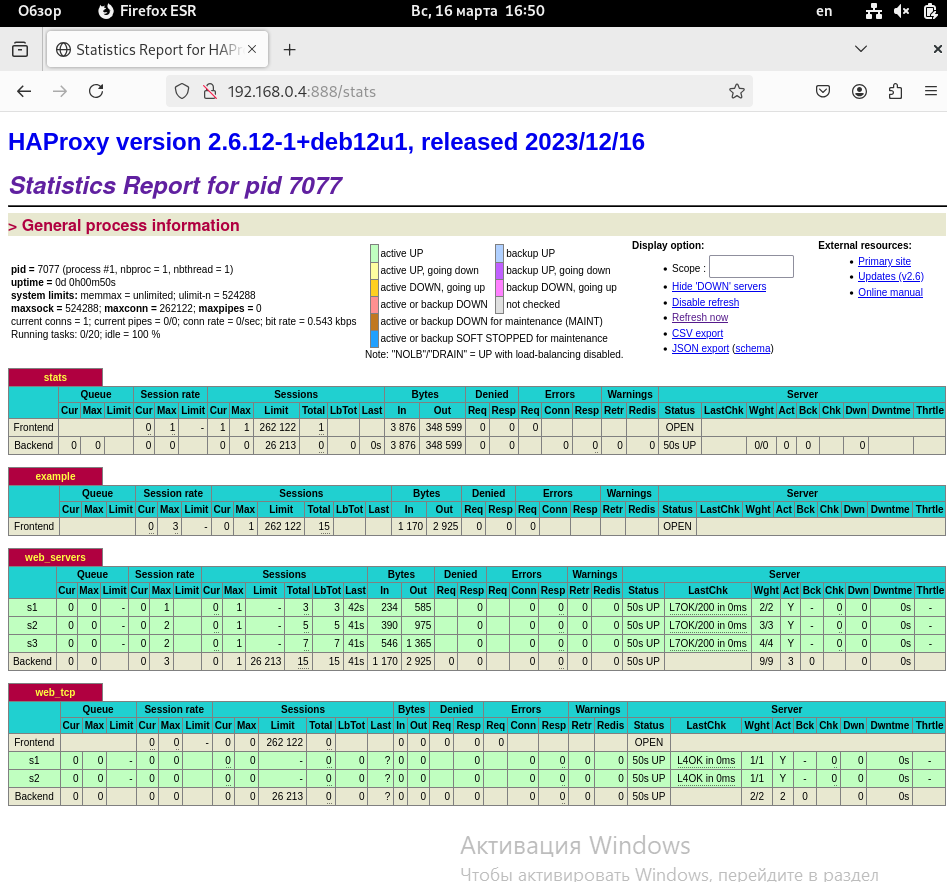 Обзор Firefox ESR Вс, 16 марта 16:50 en
Statistics Report for HAPr
192.168.0.4:888/stats
HAProxy version 2.6.12-1+deb12u1, released 2023/12/16
Statistics Report for pid 7077
> General process information
pid = 7077 (process #1, nbproc = 1, nbthread = 1)
uptime = 0d 0h00m50s
system limits: memmax = unlimited; ulimit-n = 524288
maxsock = 524288; maxconn = 262122; maxpipes = 0
current conns = 1; current pipes = 0/0; conn rate = 0/sec; bit rate = 0.543 kbps
Running tasks: 0/20; idle = 100 %
active UP backup UP
active UP, going down backup UP, going down
active DOWN, going up backup DOWN, going up
active or backup DOWN not checked
active or backup DOWN for maintenance (MAINT)
active or backup SOFT STOPPED for maintenance
Note: "NOLB"/"DRAIN" = UP with load-balancing disabled.
Display option:
• Scope :
• Hide 'DOWN' servers
• Disable refresh
• Refresh now
• CSV export
• JSON export (schema)
External resources:
• Primary site
• Updates (v2.6)
• Online manual
stats
Queue Session rate Sessions Bytes Denied Errors Warnings Server
Cur Max Limit Cur Max Limit Cur Max Limit Total LbTot Last In Out Req Resp Req Conn Resp Retr Redis Status LastChk Wght Act Bck Chk Dwn Dwntme Thrtle
Frontend 0 1 - 1 1 262 122 1 3 876 348 599 0 0 0 OPEN
Backend 0 0 0 0 0 0 26 213 0 0 0s 3 876 348 599 0 0 0 0 0 0 50s UP 0/0 0 0 0
example
Queue Session rate Sessions Bytes Denied Errors Warnings Server
Cur Max Limit Cur Max Limit Cur Max Limit Total LbTot Last In Out Req Resp Req Conn Resp Retr Redis Status LastChk Wght Act Bck Chk Dwn Dwntme Thrtle
Frontend 0 3 - 0 1 262 122 15 1 170 2 925 0 0 0 OPEN
web_servers
Queue Session rate Sessions Bytes Denied Errors Warnings Server
Cur Max Limit Cur Max Limit Cur Max Limit Total LbTot Last In Out Req Resp Req Conn Resp Retr Redis Status LastChk Wght Act Bck Chk Dwn Dwntme Thrtle
s1 0 0 - 0 1 0 1 - 3 3 42s 234 585 0 0 0 0 0 50s UP L7OK/200 in 0ms 2/2 Y - 0 0 0s -
s2 0 0 - 0 2 0 1 - 5 5 41s 390 975 0 0 0 0 0 50s UP L7OK/200 in 0ms 3/3 Y - 0 0 0s -
s3 0 0 - 0 2 0 1 - 7 7 41s 546 1 365 0 0 0 0 0 50s UP L7OK/200 in 0ms 4/4 Y - 0 0 0s -
Backend 0 0 0 3 0 1 26 213 15 15 41s 1 170 2 925 0 0 0 0 0 0 50s UP 9/9 3 0 0 0s
web_tcp
Queue Session rate Sessions Bytes Denied Errors Warnings Server
Cur Max Limit Cur Max Limit Cur Max Limit Total LbTot Last In Out Req Resp Req Conn Resp Retr Redis Status LastChk Wght Act Bck Chk Dwn Dwntme Thrtle
Frontend 0 0 - 0 0 262 122 0 0 0 0 0 0 OPEN
s1 0 0 - 0 0 0 0 - 0 0 ? 0 0 0 0 0 0 0 50s UP L4OK in 0ms 1/1 Y - 0 0 0s -
s2 0 0 - 0 0 0 0 - 0 0 ? 0 0 0 0 0 0 0 50s UP L4OK in 0ms 1/1 Y - 0 0 0s -
Backend 0 0 0 0 0 0 26 213 0 0 ? 0 0 0 0 0 0 0 0 50s UP 2/2 2 0 0 0s
Активация Windows
Чтобы активировать Windows, перейдите в раздел